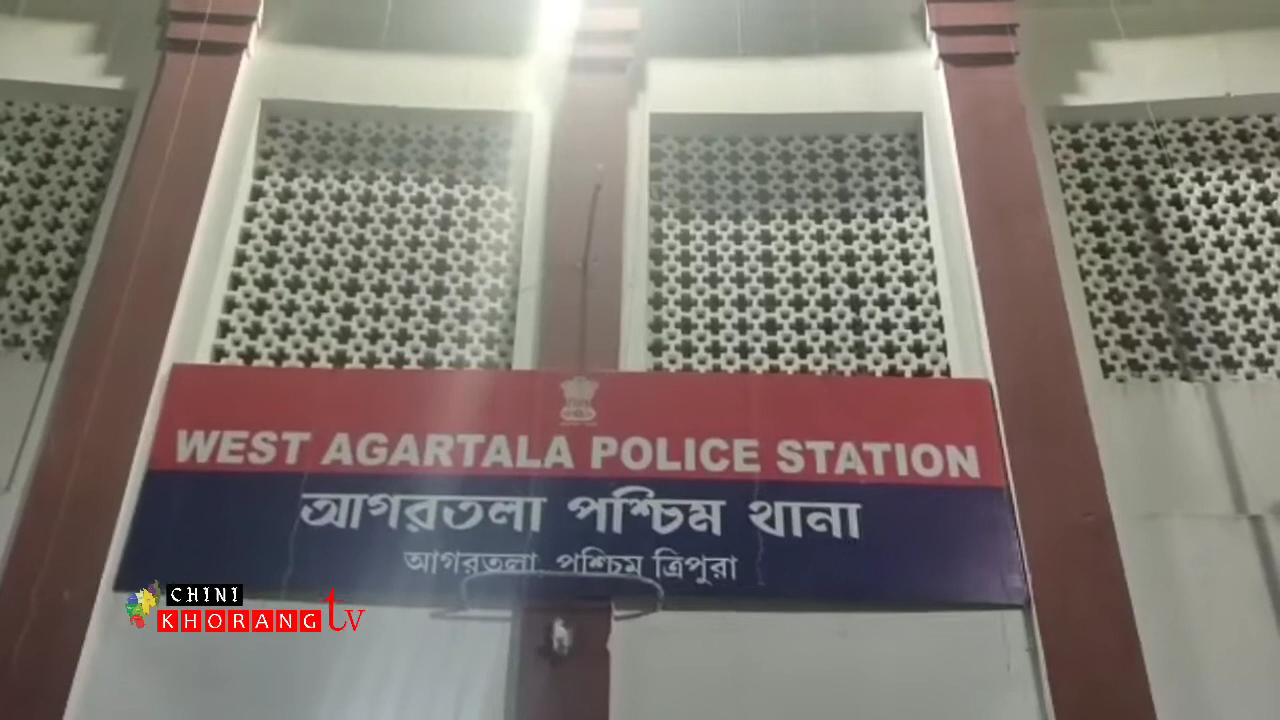 WEST AGARTALA POLICE STATION
আগরতলা পশ্চিম থানা
আগরতলা, পশ্চিম ত্রিপুরা
CHINI
KHORANG tv